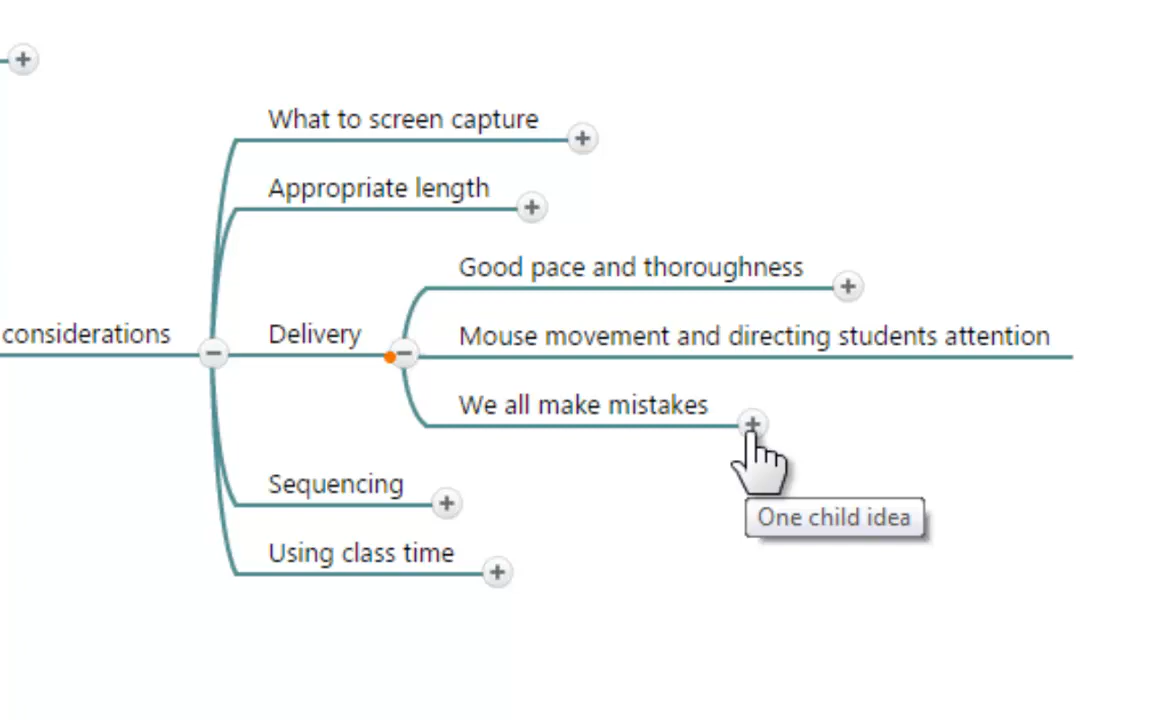 What to screen capture
Appropriate length
Good pace and thoroughness
considerations
Delivery
Mouse movement and directing students attention
We all make mistakes
Sequencing
One child idea
Using class time